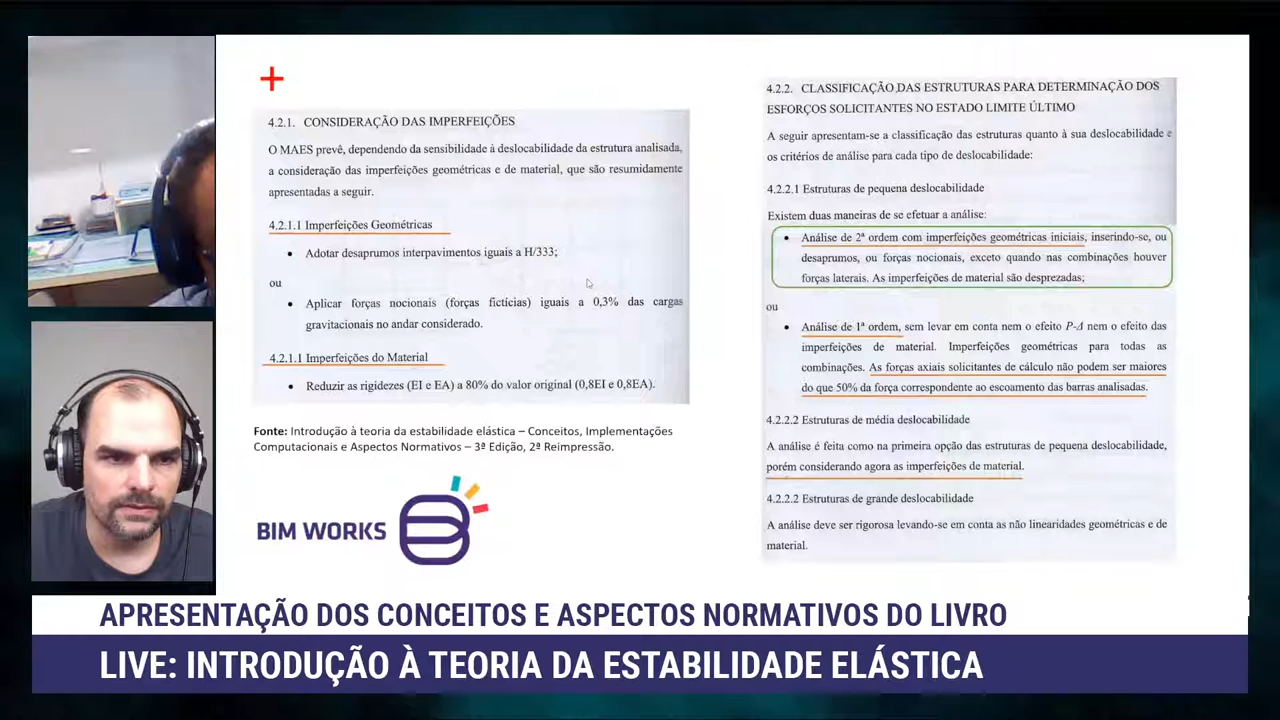 4.2.1. CONSIDERAÇÃO DAS IMPERFEIÇÕES
O MAES prevê, dependendo da sensibilidade à deslocabilidade da estrutura analisada,
a consideração das imperfeições geométricas e de material, que são resumidamente
apresentadas a seguir.
4.2.1.1 Imperfeições Geométricas
• Adotar desaprumos interpavimentos iguais a H/333;
ou
• Aplicar forças nocionais (forças fictícias) iguais a 0,3% das cargas
gravitacionais no andar considerado.
4.2.1.1 Imperfeições do Material
• Reduzir as rigidezes (EI e EA) a 80% do valor original (0,8EI e 0,8EA).
Fonte: Introdução à teoria da estabilidade elástica – Conceitos, Implementações
Computacionais e Aspectos Normativos – 3ª Edição, 2ª Reimpressão.
BIM WORKS
4.2.2. CLASSIFICAÇÃO DAS ESTRUTURAS PARA DETERMINAÇÃO DOS
ESFORÇOS SOLICITANTES NO ESTADO LIMITE ÚLTIMO
A seguir apresentam-se a classificação das estruturas quanto à sua deslocabilidade e
os critérios de análise para cada tipo de deslocabilidade:
4.2.2.1 Estruturas de pequena deslocabilidade
Existem duas maneiras de se efetuar a análise:
• Análise de 2ª ordem com imperfeições geométricas iniciais, inserindo-se, ou
desaprumos, ou forças nocionais, exceto quando nas combinações houver
forças laterais. As imperfeições de material são desprezadas;
ou
• Análise de 1ª ordem, sem levar em conta nem o efeito P-Δ nem o efeito das
imperfeições de material. Imperfeições geométricas para todas as
combinações. As forças axiais solicitantes de cálculo não podem ser maiores
do que 50% da força correspondente ao escoamento das barras analisadas.
4.2.2.2 Estruturas de média deslocabilidade
A análise é feita como na primeira opção das estruturas de pequena deslocabilidade,
porém considerando agora as imperfeições de material.
4.2.2.2 Estruturas de grande deslocabilidade
A análise deve ser rigorosa levando-se em conta as não linearidades geométricas e de
material.
APRESENTAÇÃO DOS CONCEITOS E ASPECTOS NORMATIVOS DO LIVRO
LIVE: INTRODUÇÃO À TEORIA DA ESTABILIDADE ELÁSTICA